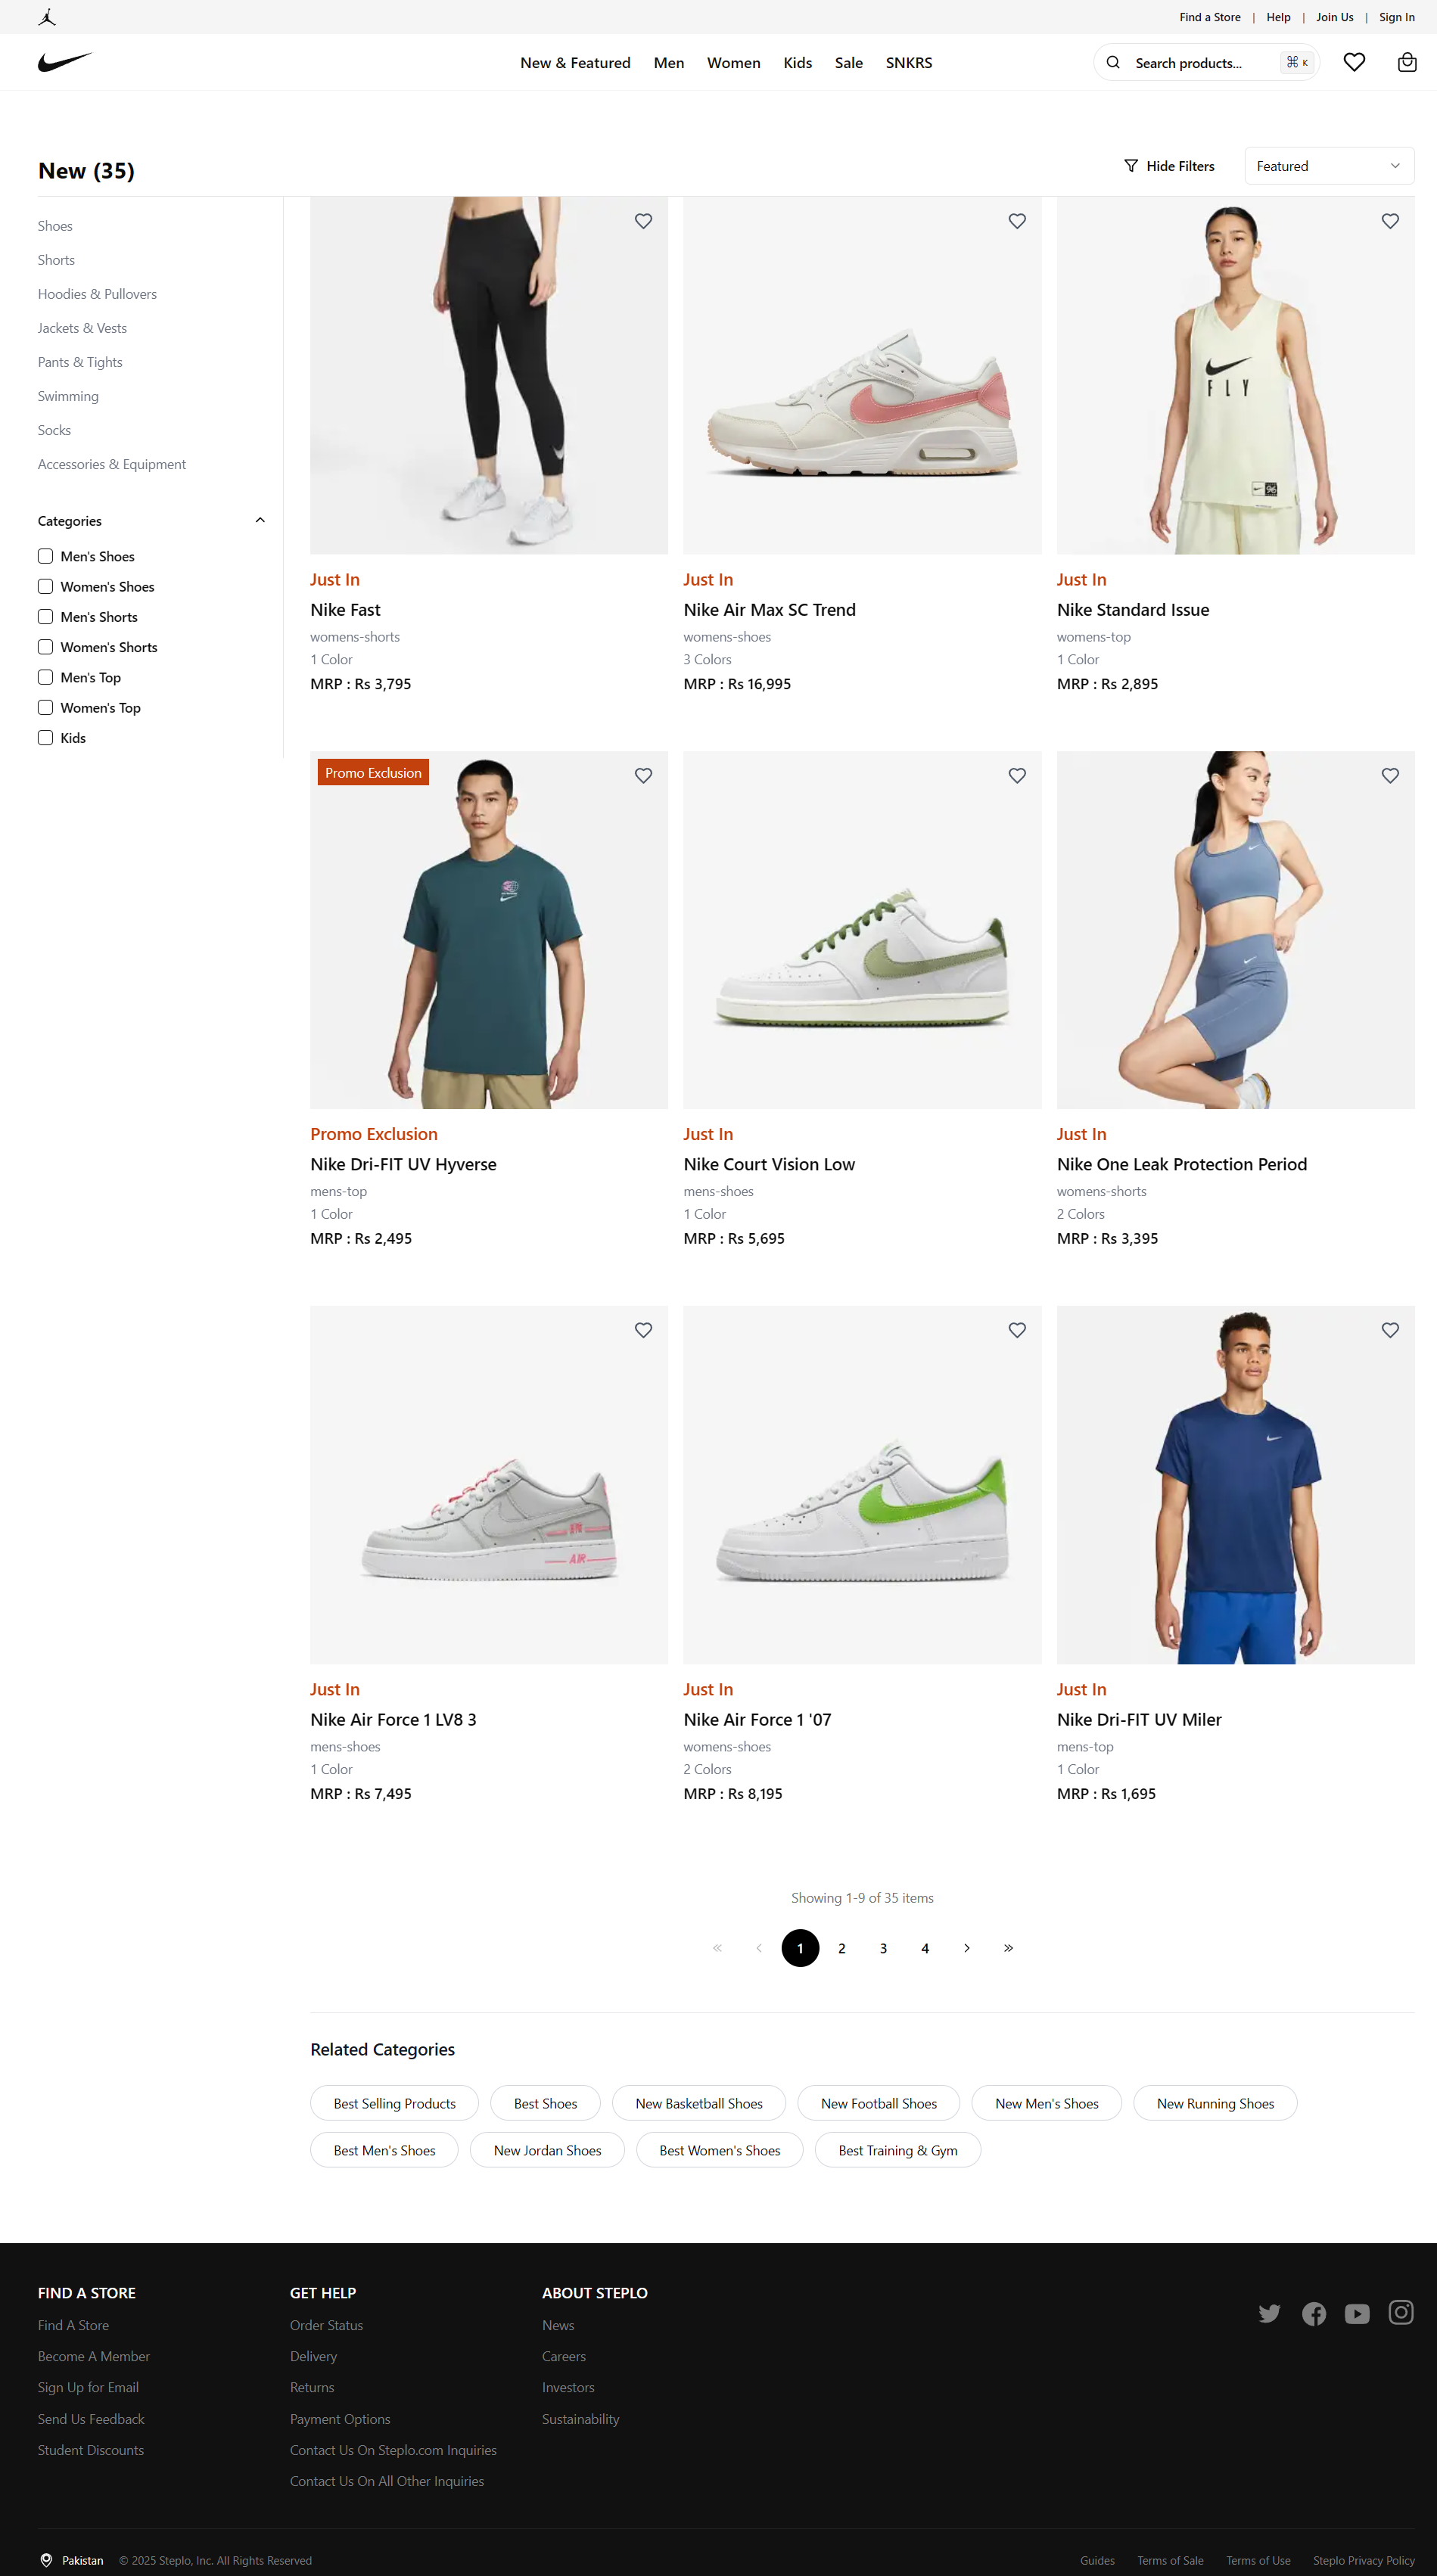 Find a Store | Help | Join Us | Sign In
New & Featured Men Women Kids Sale SNKRS
Search products... ⌘ K
New (35)
Hide Filters
Featured
Shoes
Shorts
Hoodies & Pullovers
Jackets & Vests
Pants & Tights
Swimming
Socks
Accessories & Equipment
Categories
Men's Shoes
Women's Shoes
Men's Shorts
Women's Shorts
Men's Top
Women's Top
Kids
Just In
Nike Fast
womens-shorts
1 Color
MRP : Rs 3,795
Just In
Nike Air Max SC Trend
womens-shoes
3 Colors
MRP : Rs 16,995
FLY
Just In
Nike Standard Issue
womens-top
1 Color
MRP : Rs 2,895
Promo Exclusion
Promo Exclusion
Nike Dri-FIT UV Hyverse
mens-top
1 Color
MRP : Rs 2,495
Just In
Nike Court Vision Low
mens-shoes
1 Color
MRP : Rs 5,695
Just In
Nike One Leak Protection Period
womens-shorts
2 Colors
MRP : Rs 3,395
AIR
Just In
Nike Air Force 1 LV8 3
mens-shoes
1 Color
MRP : Rs 7,495
Just In
Nike Air Force 1 '07
womens-shoes
2 Colors
MRP : Rs 8,195
Just In
Nike Dri-FIT UV Miler
mens-top
1 Color
MRP : Rs 1,695
Showing 1-9 of 35 items
« ‹ 1 2 3 4 › »
Related Categories
Best Selling Products
Best Shoes
New Basketball Shoes
New Football Shoes
New Men's Shoes
New Running Shoes
Best Men's Shoes
New Jordan Shoes
Best Women's Shoes
Best Training & Gym
FIND A STORE
Find A Store
Become A Member
Sign Up for Email
Send Us Feedback
Student Discounts
GET HELP
Order Status
Delivery
Returns
Payment Options
Contact Us On Steplo.com Inquiries
Contact Us On All Other Inquiries
ABOUT STEPLO
News
Careers
Investors
Sustainability
Pakistan
© 2025 Steplo, Inc. All Rights Reserved
Guides
Terms of Sale
Terms of Use
Steplo Privacy Policy